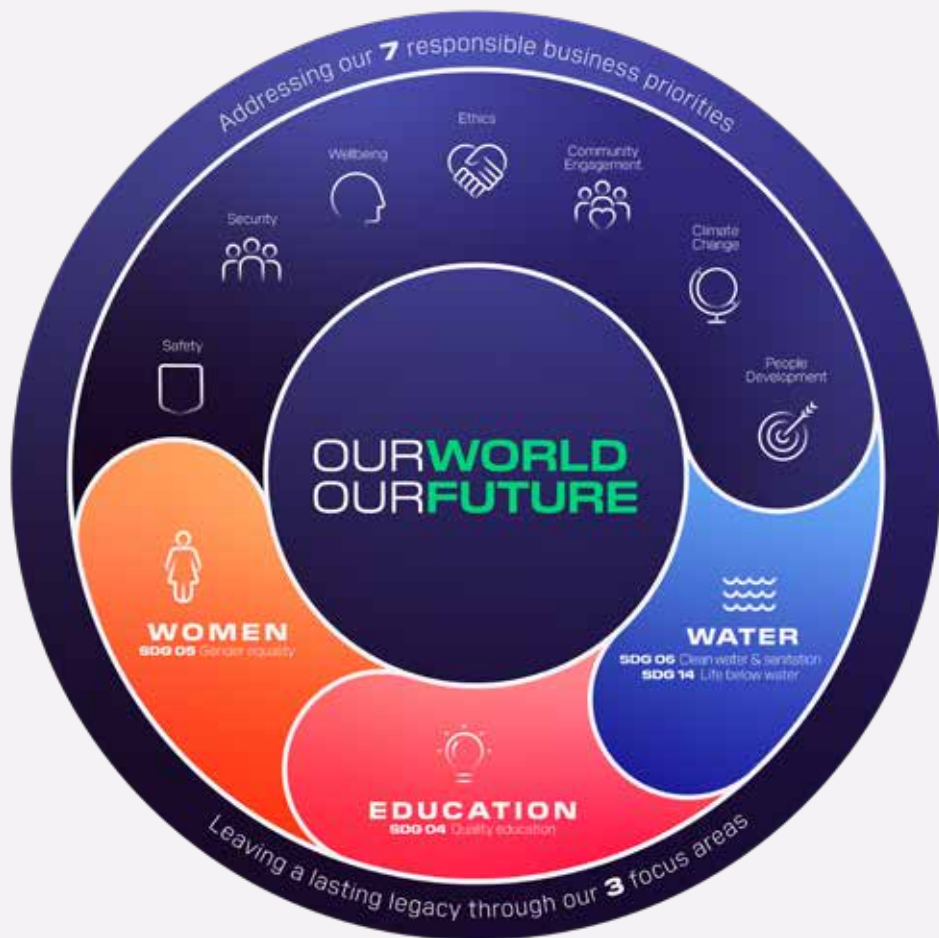 Addressing our 7 responsible business priorities
Ethics
Wellbeing
Community
Engagement
Security
Climate
Change
Safety
People
Development
OURWORLD
OURFUTURE
WOMEN
SDG 05 Gender equality
WATER
SDG 06 Clean water & sanitation
SDG 14 Life below water
EDUCATION
SDG 04 Quality education
Leaving a lasting legacy through our 3 focus areas